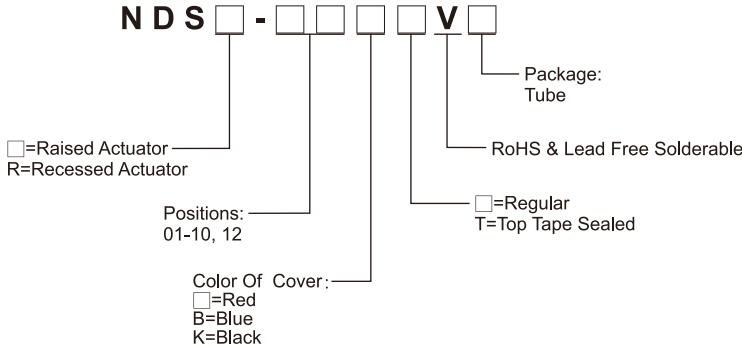 NDS□-□□□□V□
Package:
Tube
□=Raised Actuator
R=Recessed Actuator
RoHS & Lead Free Solderable
Positions:
01-10, 12
□=Regular
T=Top Tape Sealed
Color Of Cover:
□=Red
B=Blue
K=Black